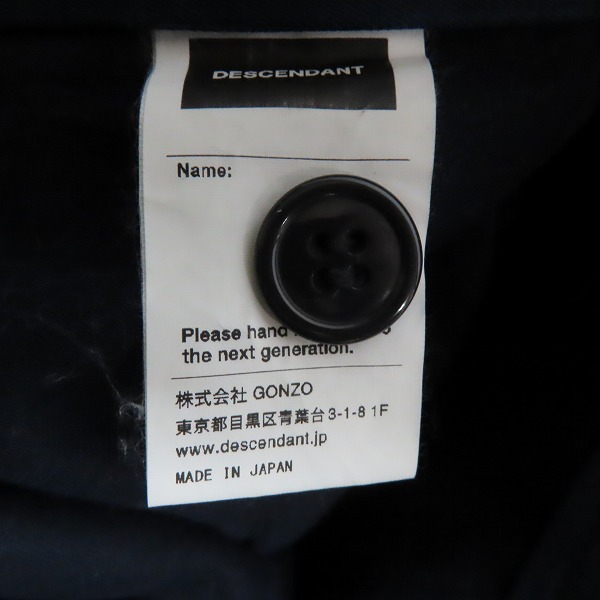 DESCENDANT
Name:
Please hand
the next generation.
株式会社 GONZO
東京都目黒区青葉台3-1-8 1F
www.descendant.jp
MADE IN JAPAN